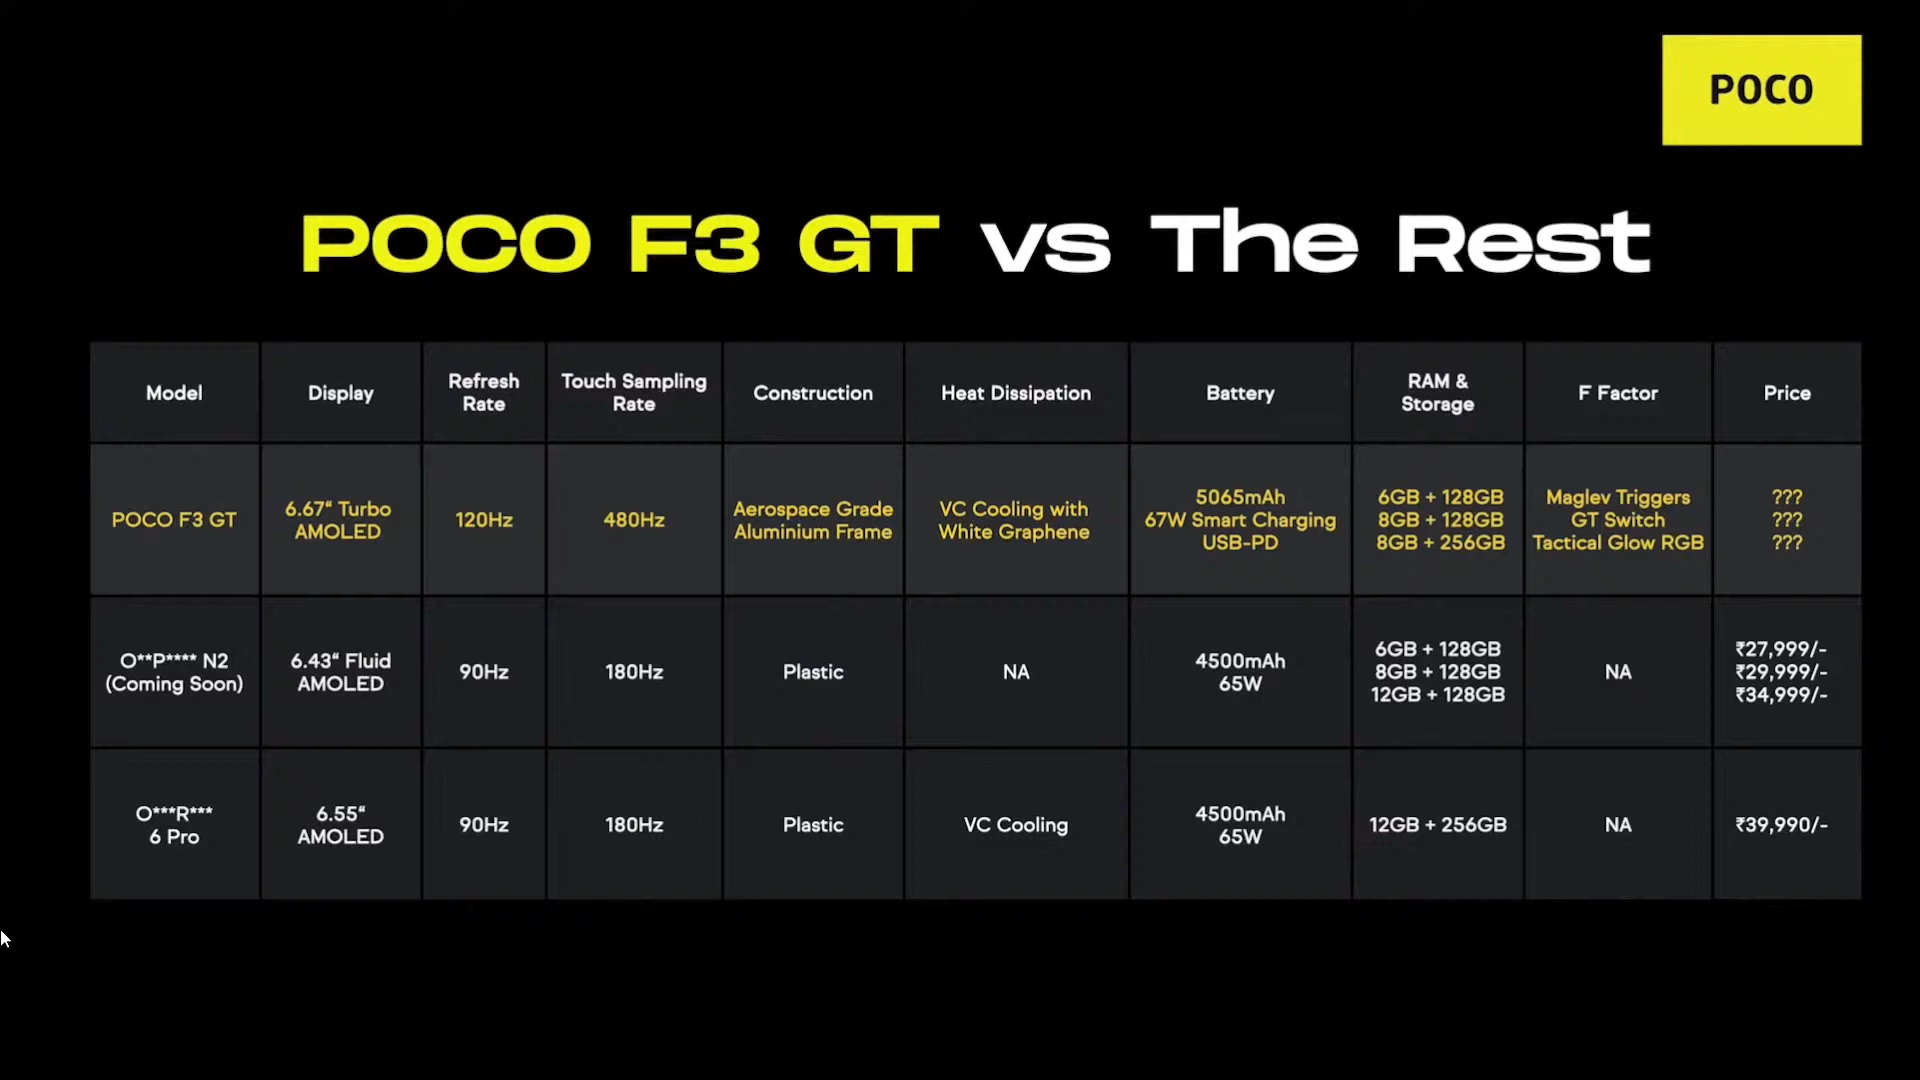 POCO
POCO F3 GT vs The Rest
Model
Display
Refresh
Rate
Touch Sampling
Rate
Construction
Heat Dissipation
Battery
RAM &
Storage
F Factor
Price
POCO F3 GT
6.67“ Turbo
AMOLED
120Hz
480Hz
Aerospace Grade
Aluminium Frame
VC Cooling with
White Graphene
5065mAh
67W Smart Charging
USB-PD
6GB + 128GB
8GB + 128GB
8GB + 256GB
Maglev Triggers
GT Switch
Tactical Glow RGB
???
???
???
O**P**** N2
(Coming Soon)
6.43“ Fluid
AMOLED
90Hz
180Hz
Plastic
NA
4500mAh
65W
6GB + 128GB
8GB + 128GB
12GB + 128GB
NA
₹27,999/-
₹29,999/-
₹34,999/-
O***R***
6 Pro
6.55“
AMOLED
90Hz
180Hz
Plastic
VC Cooling
4500mAh
65W
12GB + 256GB
NA
₹39,990/-